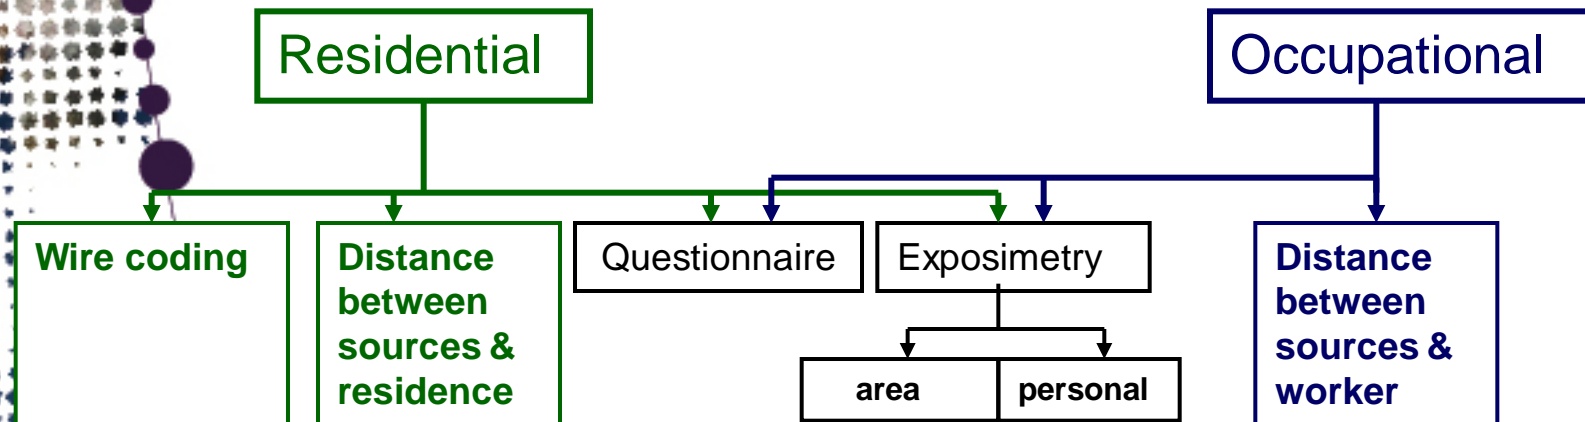 Residential
Occupational
Wire coding
Distance
between
sources &
residence
Questionnaire
Exposimetry
area
personal
Distance
between
sources &
worker